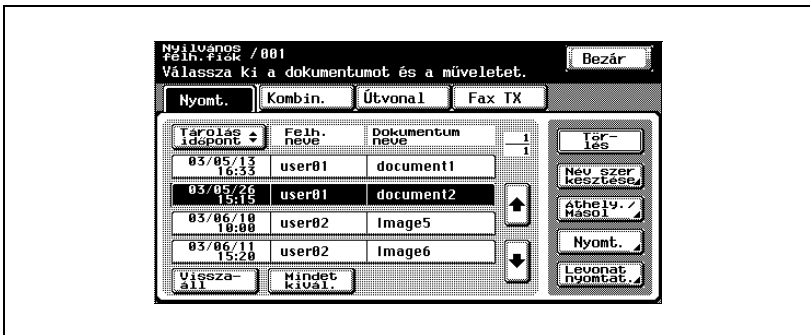 Nyilvános
felh.fiók /001
Bezár
Válassza ki a dokumentumot és a műveletet.
Nyomt. Kombin. Útvonal Fax TX
Tárolás időpont Felh. neve Dokumentum neve 1/1
03/05/13 16:33 user01 document1
03/05/26 15:15 user01 document2
03/06/10 10:00 user02 Image5
03/06/11 15:20 user02 Image6
Vissza-
áll
Mindet
kivál.
Tör-
lés
Név szer
kesztése
Áthely./
Másol
Nyomt.
Levonat
nyomtat.